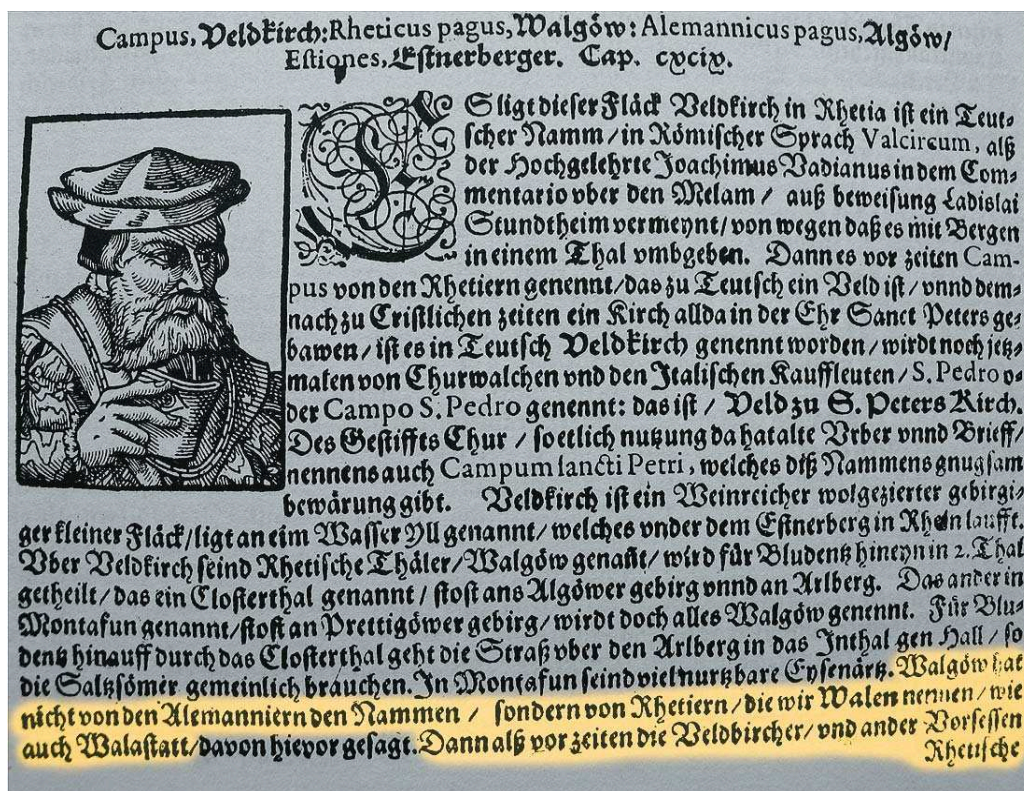 Campus, Veldkirch: Rheticus pagus, Walgöw: Alemannicus pagus, Algöw/
Estiones, Estnerberger. Cap. cxcix.
ES ligt dieser Fläck Veldkirch in Rhetia ist ein Teut⸗
scher Namm / in Römischer Sprach Valcircum, alß
der Hochgelehrte Joachimus Vadianus in dem Com⸗
mentario vber den Melam / auß beweisung Ladislai
Stundtheim vermeynt / von wegen daß es mit Bergen
in einem Thal vmbgeben. Dann es vor zeiten Cam-
pus von den Rhetiern genennt / das zu Teutsch ein Veld ist / vnnd dem⸗
nach zu Cristlichen zeiten ein Kirch allda in der Ehr Sanct Peters ge⸗
bawen / ist es in Teutsch Veldkirch genennt worden / wirdt noch jetz⸗
malen von Churwalchen vnd den Italischen Kauffleuten / S. Pedro o⸗
der Campo S. Pedro genennt: das ist / Veld zu S. Peters Kirch.
Des Gestifftes Chur / so etlich nutzung da hat alte Vrber vnnd Brieff /
nennens auch Campum sancti Petri, welches diß Nammens gnugsam
bewärung gibt. Veldkirch ist ein Weinreicher wolgezierter gebirgi⸗
ger kleiner Fläck / ligt an eim Wasser Yll genannt / welches vnder dem Estnerberg in Rhein laufft.
Vber Veldkirch seind Rhetische Thäler / Walgöw genañt / wird für Bludentz hineyn in 2. Thal
getheilt / das ein Closterthal genannt / stost ans Algöwer gebirg vnnd an Arlberg. Das ander in
Montafun genannt / stost an Prettigöwer gebirg / wirdt doch alles Walgöw genennt. Für Blu⸗
dentz hinauff durch das Closterthal geht die Straß vber den Arlberg in das Inthal gen Hall / so
die Saltzsömer gemeinlich brauchen. In Montafun seind viel nutzbare Eysenärtz. Walgöw hat
nicht von den Alemanniern den Nammen / sondern von Rhetiern / die wir Walen nennen / wie
auch Walastatt / davon hievor gesagt. Dann alß vor zeiten die Veldbircher / vnd ander Vorsessen
Rhetische